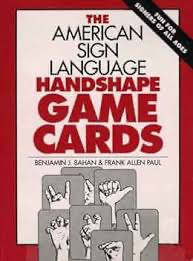 FUN FOR
SIGNERS OF ALL AGES
THE
AMERICAN
SIGN
LANGUAGE
HANDSHAPE
GAME
CARDS
BENJAMIN J. BAHAN & FRANK ALLEN PAUL